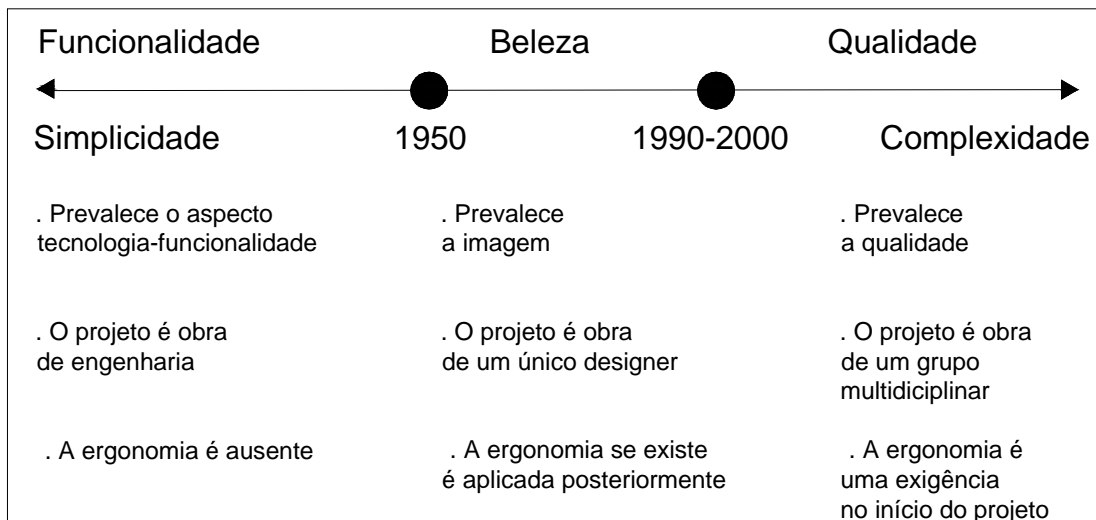 Funcionalidade Beleza Qualidade
Simplicidade 1950 1990-2000 Complexidade
. Prevalece o aspecto
tecnologia-funcionalidade
. Prevalece
a imagem
. Prevalece
a qualidade
. O projeto é obra
de engenharia
. O projeto é obra
de um único designer
. O projeto é obra
de um grupo
multidiciplinar
. A ergonomia é ausente
. A ergonomia se existe
é aplicada posteriormente
. A ergonomia é
uma exigência
no início do projeto